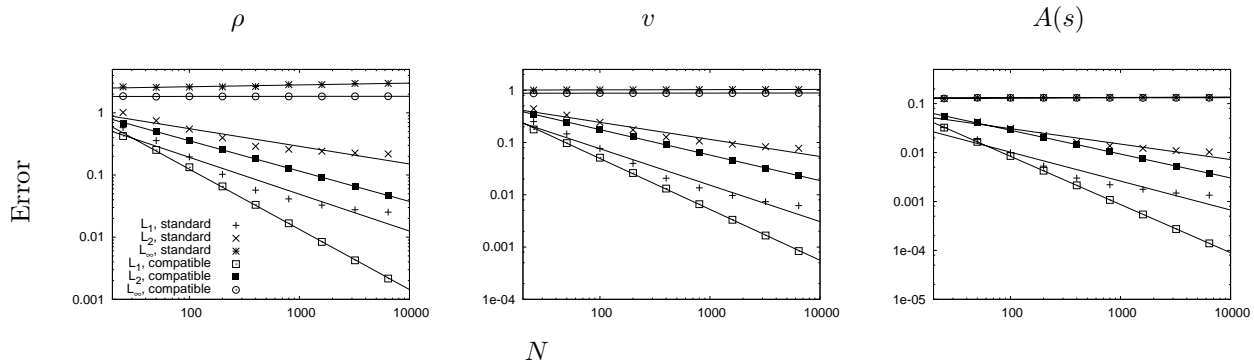 ρ
v
A(s)
Error
1
0.1
0.01
0.001
100
1000
10000
L₁, standard
L₂, standard
L∞, standard
L₁, compatible
L₂, compatible
L∞, compatible
1
0.1
0.01
0.001
1e-04
100
1000
10000
0.1
0.01
0.001
1e-04
1e-05
100
1000
10000
N